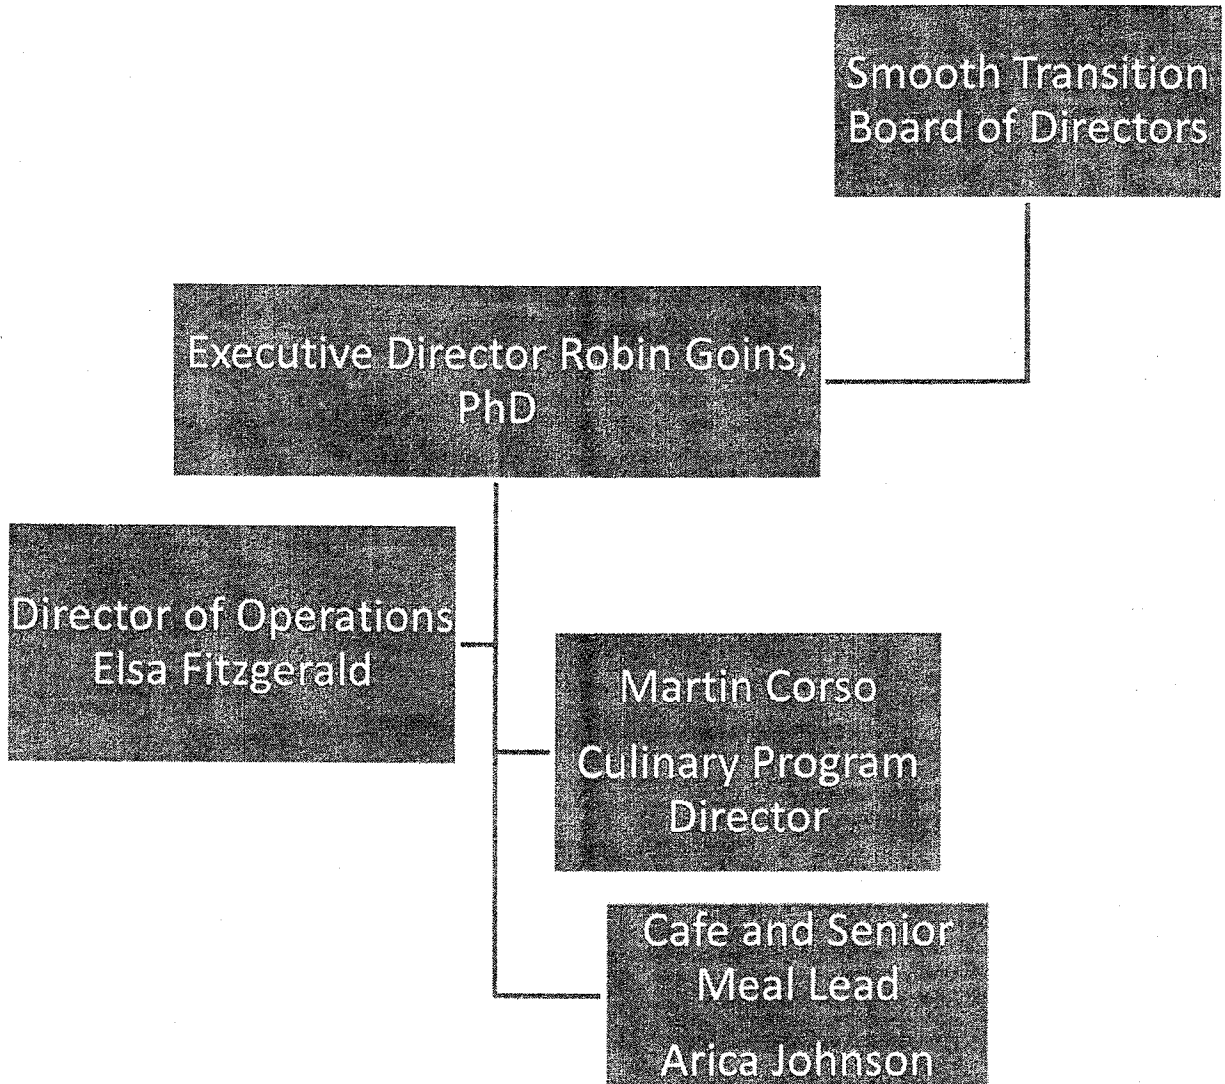 Smooth Transition
Board of Directors
Executive Director Robin Goins,
PhD
Director of Operations
Elsa Fitzgerald
Martin Corso
Culinary Program
Director
Cafe and Senior
Meal Lead
Arica Johnson